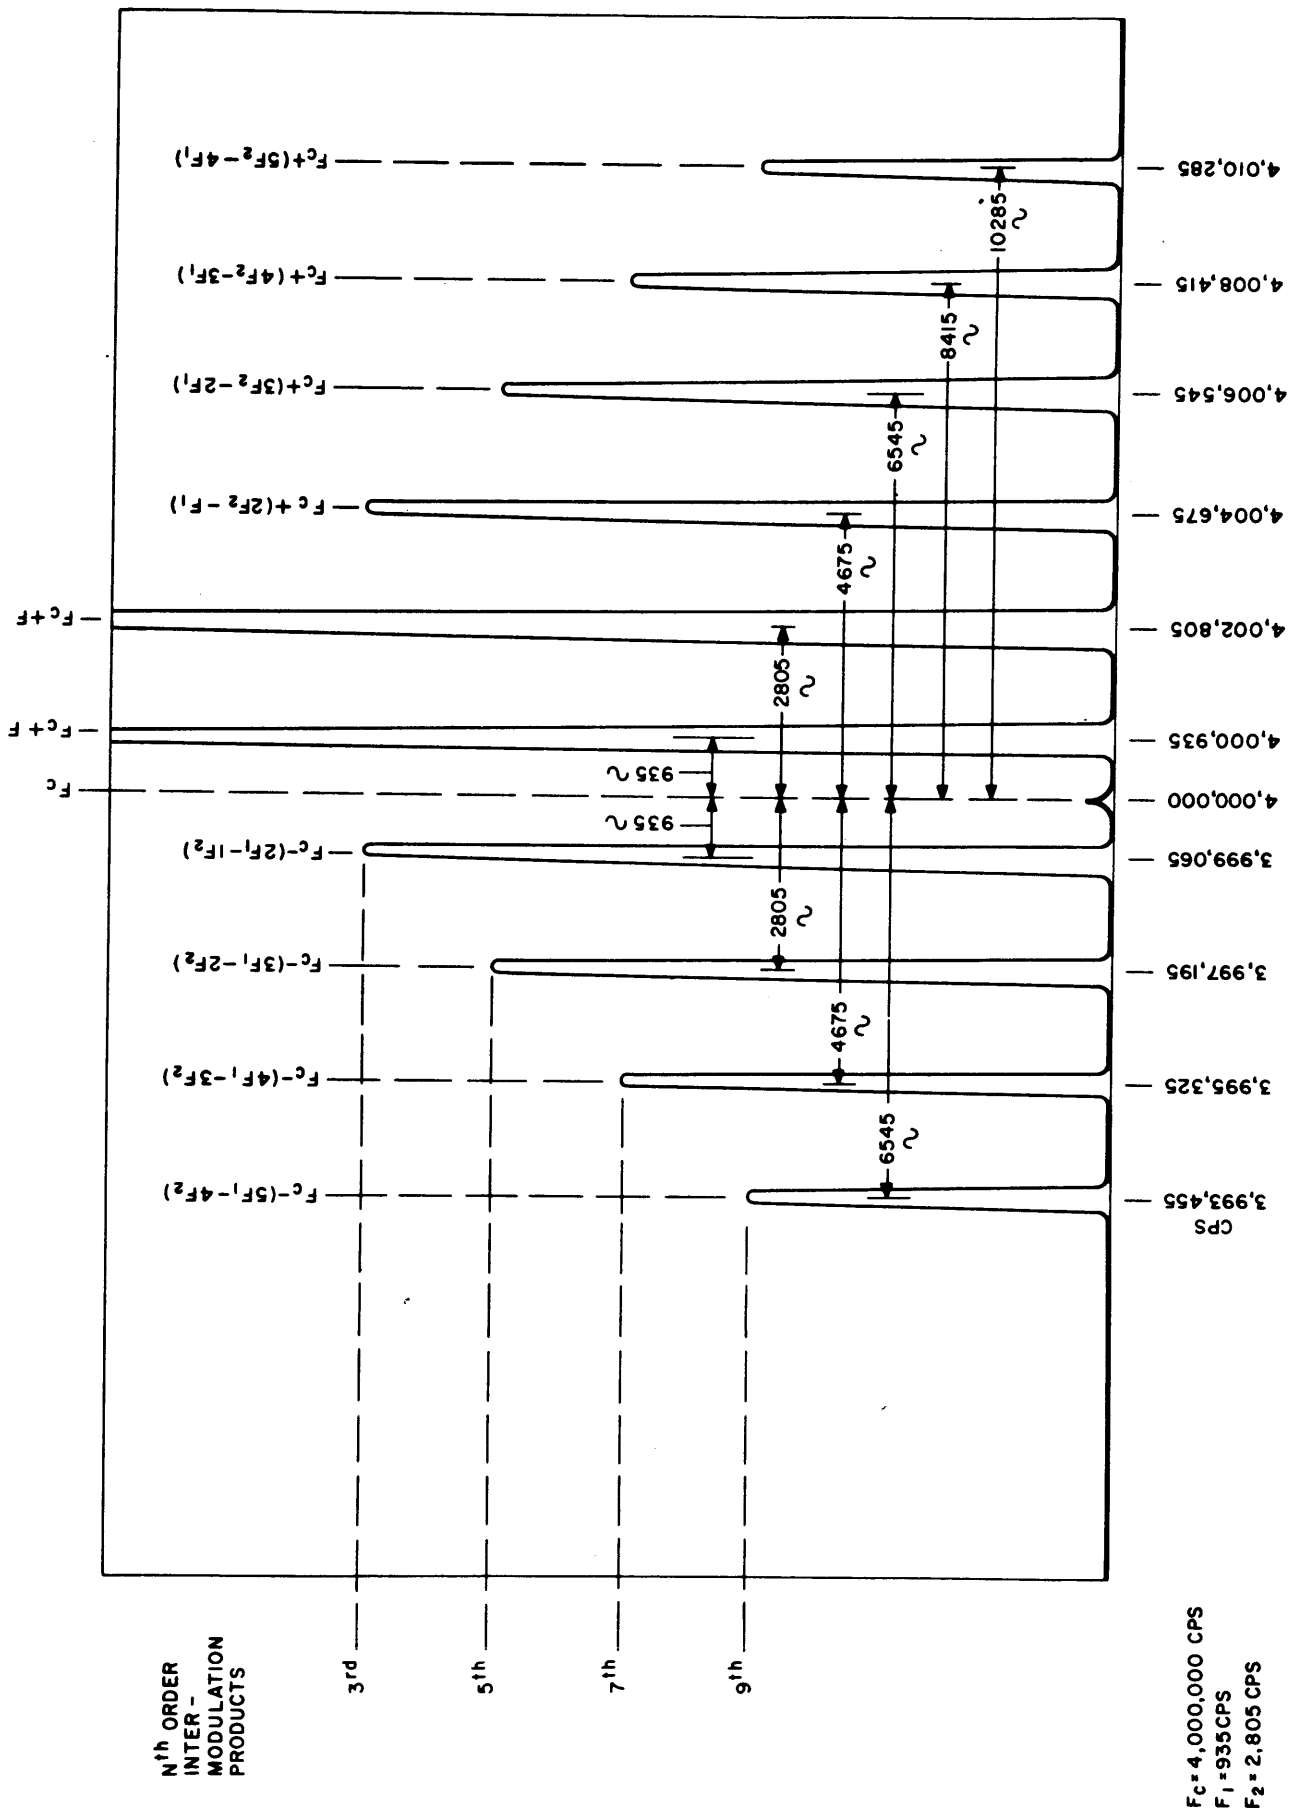 Fc
Fc+F
Fc+F
Fc-(5F1-4F2)
Fc-(4F1-3F2)
Fc-(3F1-2F2)
Fc-(2F1-1F2)
Fc+(2F2-F1)
Fc+(3F2-2F1)
Fc+(4F2-3F1)
Fc+(5F2-4F1)
Nth ORDER
INTER-
MODULATION
PRODUCTS
3rd
5th
7th
9th
935~
935~
2805
~
2805
~
4675
~
4675
~
6545
~
6545
~
8415
~
10285
~
3,993,455
CPS
3,995,325
3,997,195
3,999,065
4,000,000
4,000,935
4,002,805
4,004,675
4,006,545
4,008,415
4,010,285
Fc=4,000,000 CPS
F1=935CPS
F2=2,805 CPS